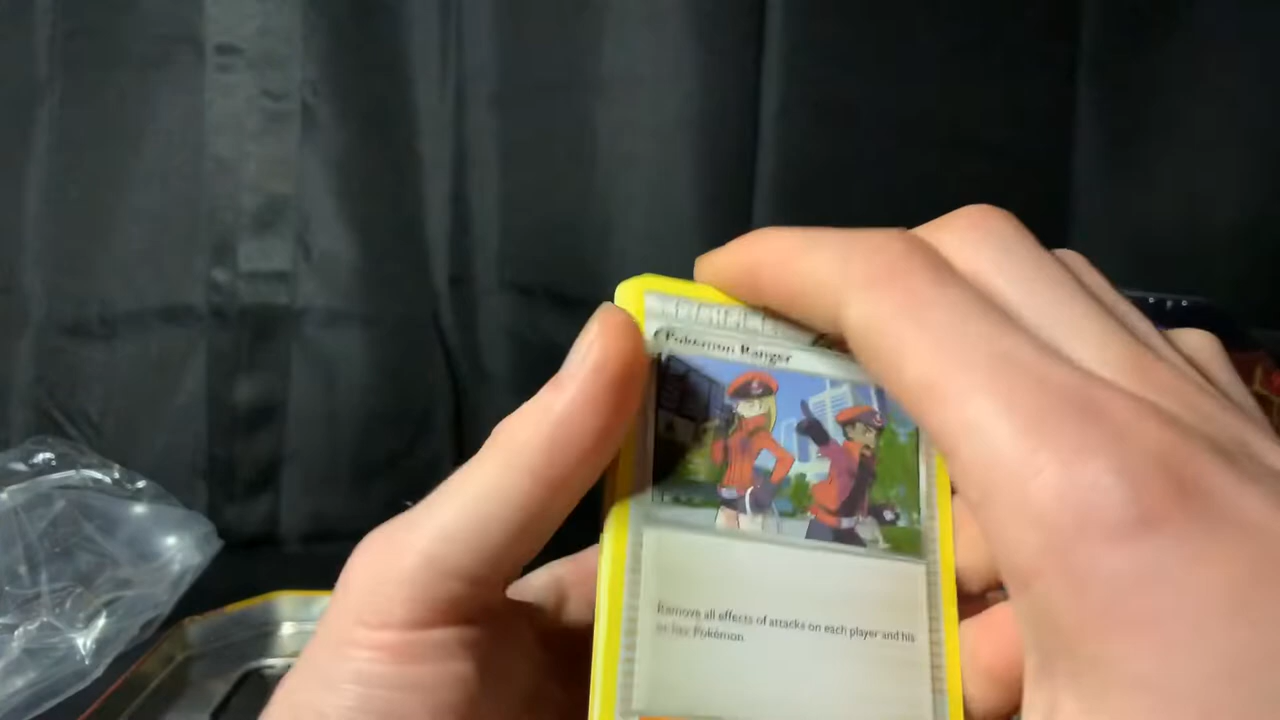 Pokémon Ranger
Remove all effects of attacks on each player and his
or her Pokémon.